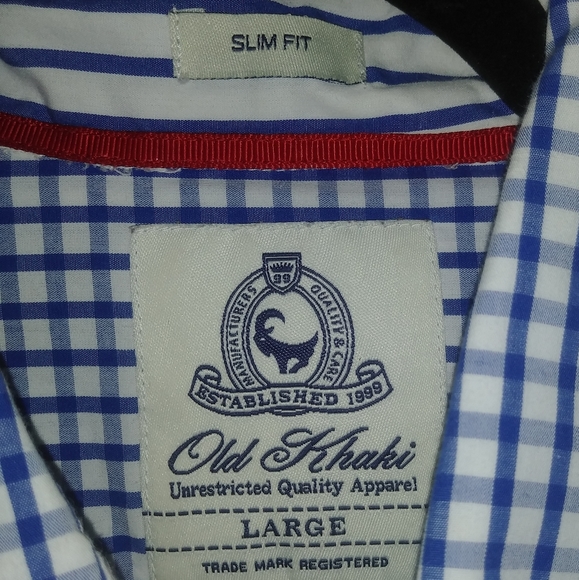 SLIM FIT
99
MANUFACTURERS QUALITY & CARE
ESTABLISHED 1999
Old Khaki
Unrestricted Quality Apparel
LARGE
TRADE MARK REGISTERED